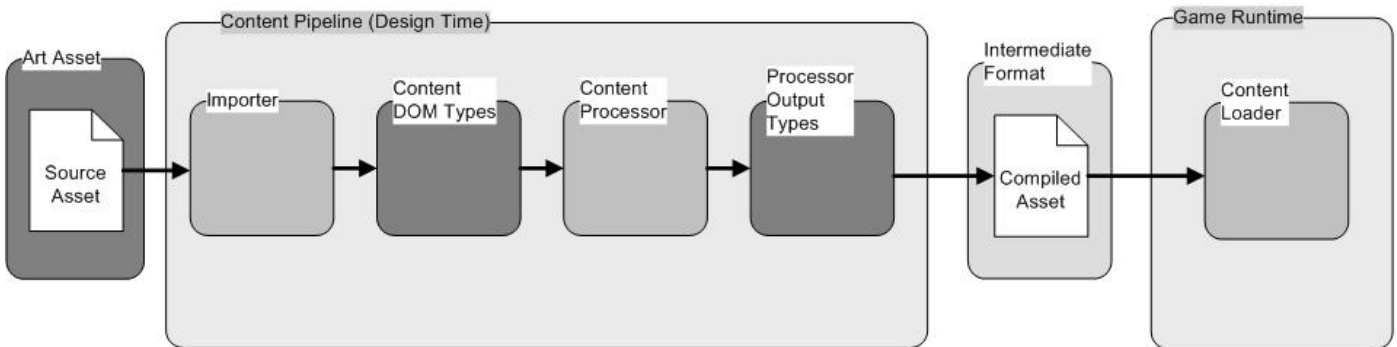 Content Pipeline (Design Time)
Game Runtime
Art Asset
Intermediate
Format
Importer
Content
DOM Types
Content
Processor
Processor
Output
Types
Content
Loader
Source
Asset
Compiled
Asset